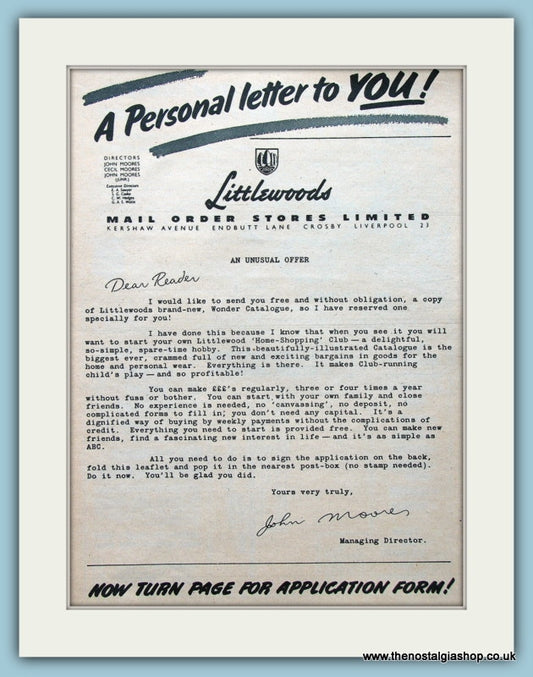 A Personal letter to YOU!
DIRECTORS
JOHN MOORES
CECIL MOORES
JOHN MOORES
(JUNR.)
Executive Directors
Littlewoods
MAIL ORDER STORES LIMITED
KERSHAW AVENUE ENDBUTT LANE CROSBY LIVERPOOL 23
AN UNUSUAL OFFER
Dear Reader
I would like to send you free and without obligation, a copy
of Littlewoods brand-new, Wonder Catalogue, so I have reserved one
specially for you!
I have done this because I know that when you see it you will
want to start your own Littlewood 'Home-Shopping' Club — a delightful,
so-simple, spare-time hobby. This beautifully-illustrated Catalogue is the
biggest ever, crammed full of new and exciting bargains in goods for the
home and personal wear. Everything is there. It makes Club-running
child's play — and so profitable!
You can make £££'s regularly, three or four times a year
without fuss or bother. You can start with your own family and close
friends. No experience is needed, no 'canvassing', no deposit, no
complicated forms to fill in; you don't need any capital. It's a
dignified way of buying by weekly payments without the complications of
credit. Everything you need to start is provided free. You can make new
friends, find a fascinating new interest in life — and it's as simple as
ABC.
All you need to do is to sign the application on the back,
fold this leaflet and pop it in the nearest post-box (no stamp needed).
Do it now. You'll be glad you did.
Yours very truly,
John Moores
Managing Director.
NOW TURN PAGE FOR APPLICATION FORM!
www.thenostalgiashop.co.uk